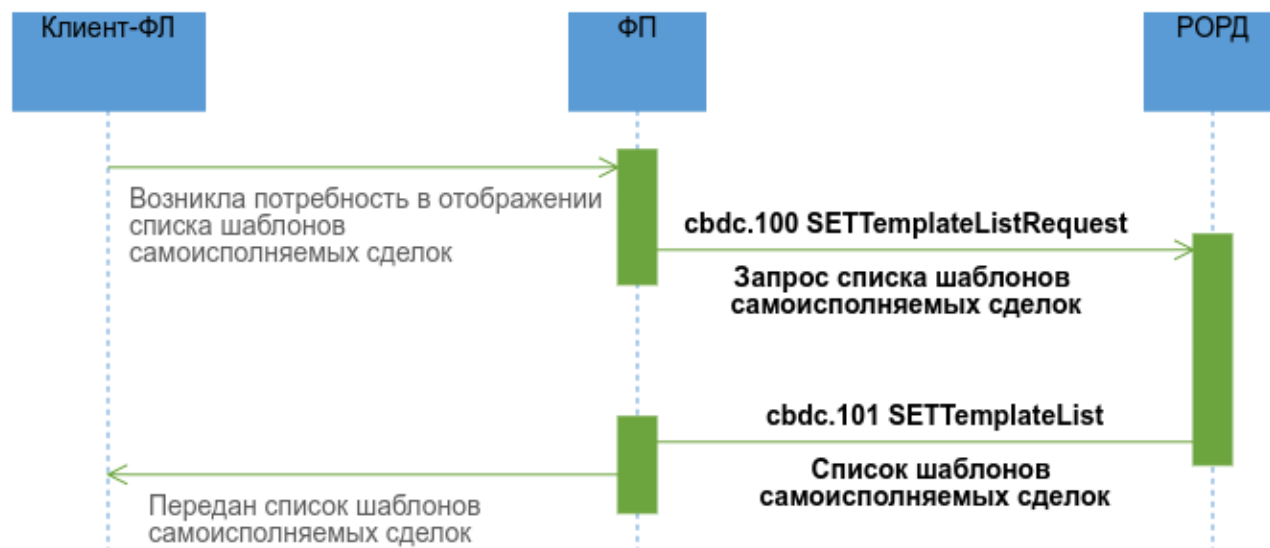 Клиент-ФЛ
ФП
РОРД
Возникла потребность в отображении
списка шаблонов
самоисполняемых сделок
cbdc.100 SETTemplateListRequest
Запрос списка шаблонов
самоисполняемых сделок
cbdc.101 SETTemplateList
Список шаблонов
самоисполняемых сделок
Передан список шаблонов
самоисполняемых сделок